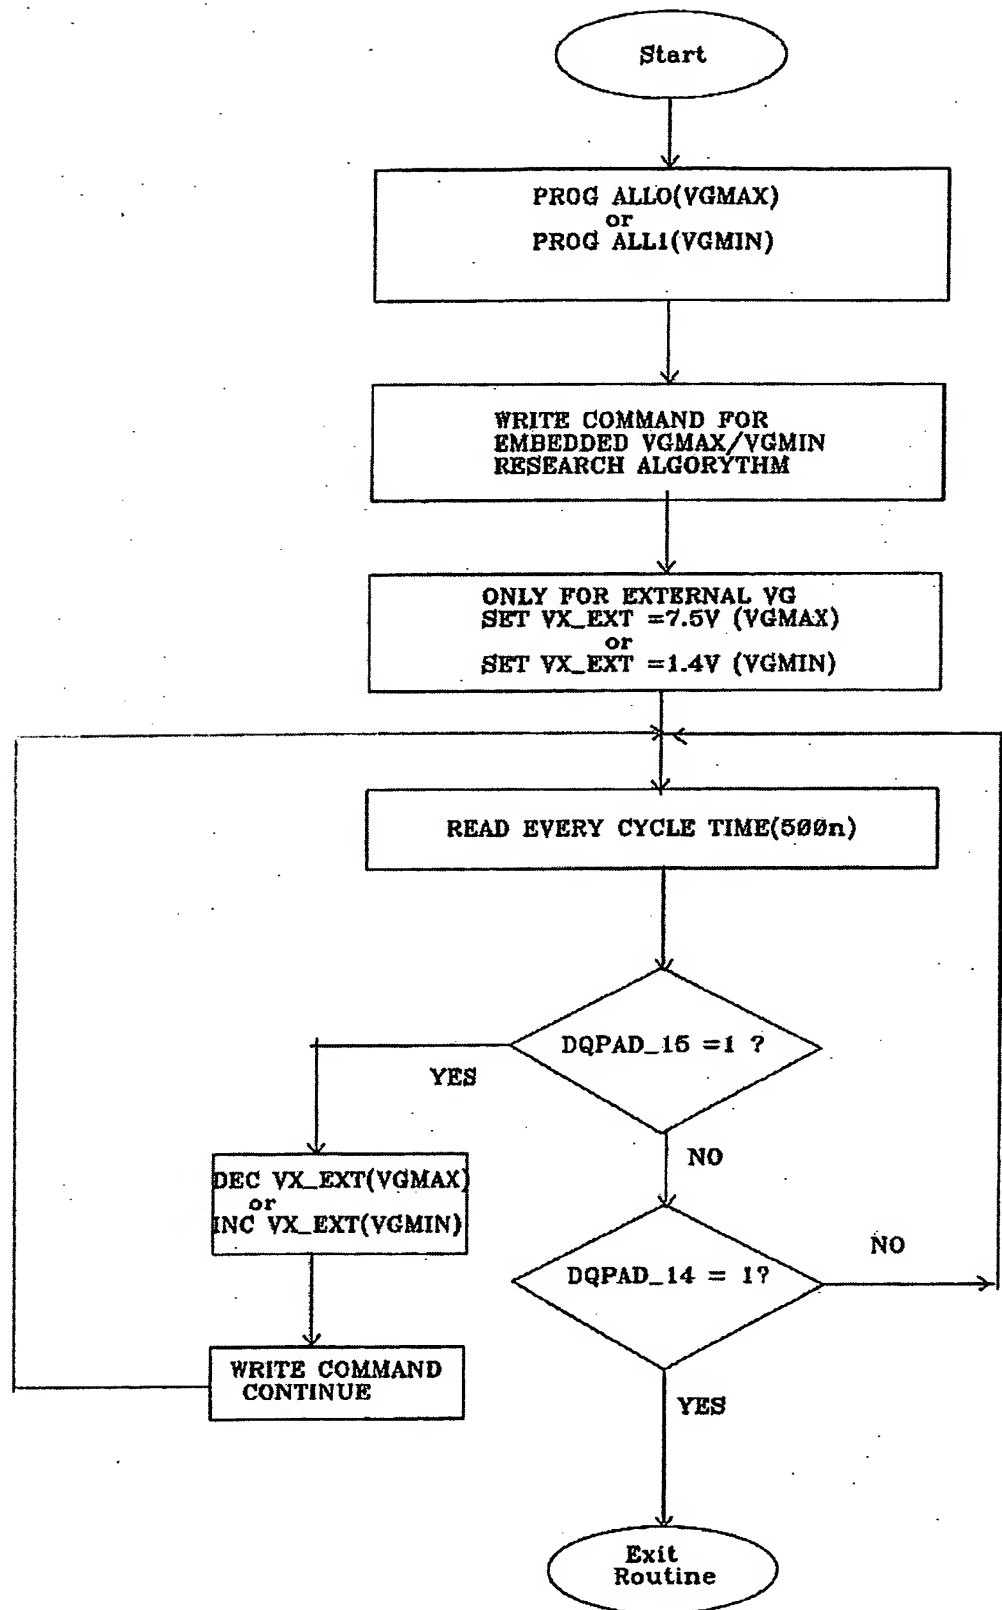 Start
PROG ALL0(VGMAX)
or
PROG ALL1(VGMIN)
WRITE COMMAND FOR
EMBEDDED VGMAX/VGMIN
RESEARCH ALGORYTHM
ONLY FOR EXTERNAL VG
SET VX_EXT =7.5V (VGMAX)
or
SET VX_EXT =1.4V (VGMIN)
READ EVERY CYCLE TIME(500n)
DQPAD_15 =1 ?
YES
NO
DEC VX_EXT(VGMAX)
or
INC VX_EXT(VGMIN)
DQPAD_14 = 1?
NO
WRITE COMMAND
CONTINUE
YES
Exit
Routine